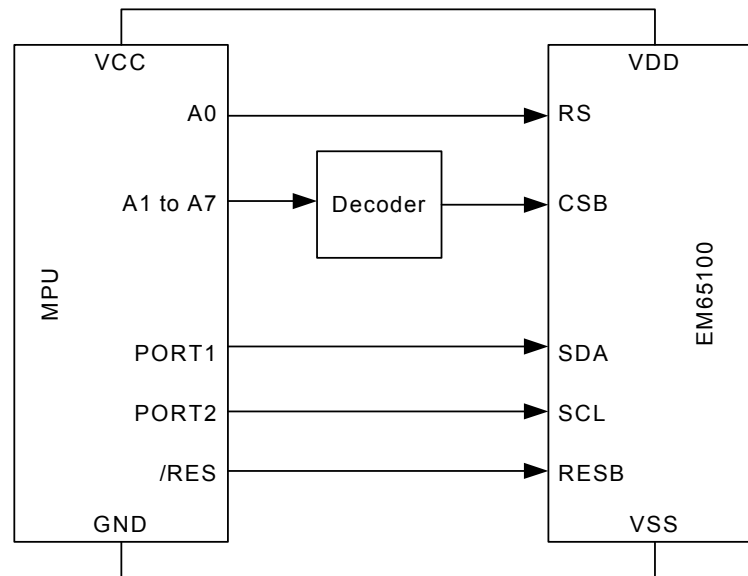 VCC
VDD
A0
RS
A1 to A7
Decoder
CSB
MPU
EM65100
PORT1
SDA
PORT2
SCL
/RES
RESB
GND
VSS